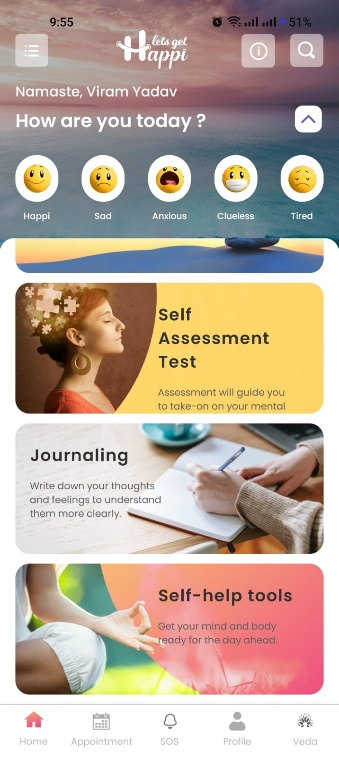 9:55
51%
lets get
Happi
Namaste, Viram Yadav
How are you today ?
Happi
Sad
Anxious
Clueless
Tired
Self
Assessment
Test
Assessment will guide you
to take-on on your mental
Journaling
Write down your thoughts
and feelings to understand
them more clearly.
Self-help tools
Get your mind and body
ready for the day ahead.
Home Appointment SOS Profile Veda